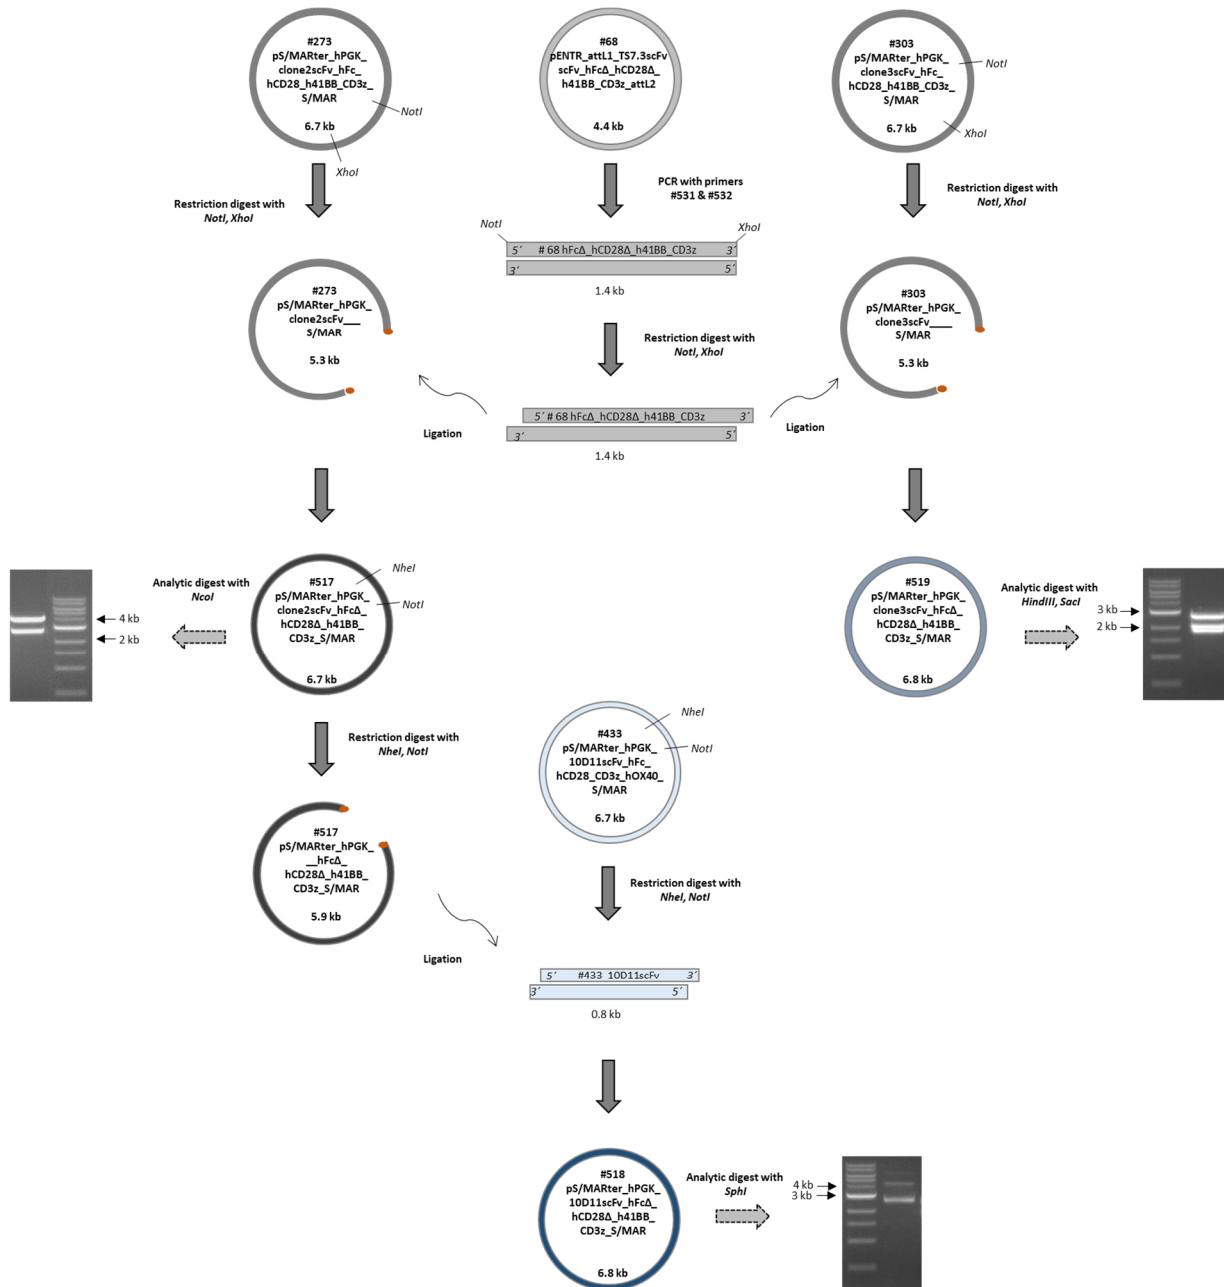 #273
pS/MARter_hPGK_
clone2scFv_hFc_
hCD28_h41BB_CD3z_
S/MAR
6.7 kb
NotI
XhoI
#68
pENTR_attL1_TS7.3scFv
scFv_hFcΔ_hCD28Δ_
h41BB_CD3z_attL2
4.4 kb
#303
pS/MARter_hPGK_
clone3scFv_hFc_
hCD28_h41BB_CD3z_
S/MAR
6.7 kb
NotI
XhoI
Restriction digest with
NotI, XhoI
PCR with primers
#531 & #532
Restriction digest with
NotI, XhoI
NotI
XhoI
5´ # 68 hFcΔ_hCD28Δ_h41BB_CD3z 3´
3´ 5´
1.4 kb
#273
pS/MARter_hPGK_
clone2scFv___
S/MAR
5.3 kb
Restriction digest with
NotI, XhoI
#303
pS/MARter_hPGK_
clone3scFv____
S/MAR
5.3 kb
Ligation
5´ # 68 hFcΔ_hCD28Δ_h41BB_CD3z 3´
3´ 5´
1.4 kb
Ligation
4 kb
2 kb
Analytic digest with
NcoI
#517
pS/MARter_hPGK_
clone2scFv_hFcΔ_
hCD28Δ_h41BB_
CD3z_S/MAR
6.7 kb
NheI
NotI
#519
pS/MARter_hPGK_
clone3scFv_hFcΔ_
hCD28Δ_h41BB_
CD3z_S/MAR
6.8 kb
Analytic digest with
HindIII, SacI
3 kb
2 kb
Restriction digest with
NheI, NotI
#433
pS/MARter_hPGK_
10D11scFv_hFc_
hCD28_CD3z_hOX40_
S/MAR
6.7 kb
NheI
NotI
#517
pS/MARter_hPGK_
__hFcΔ_
hCD28Δ_h41BB_
CD3z_S/MAR
5.9 kb
Restriction digest with
NheI, NotI
Ligation
5´ #433 10D11scFv 3´
3´ 5´
0.8 kb
#518
pS/MARter_hPGK_
10D11scFv_hFcΔ_
hCD28Δ_h41BB_
CD3z_S/MAR
6.8 kb
Analytic digest with
SphI
4 kb
3 kb